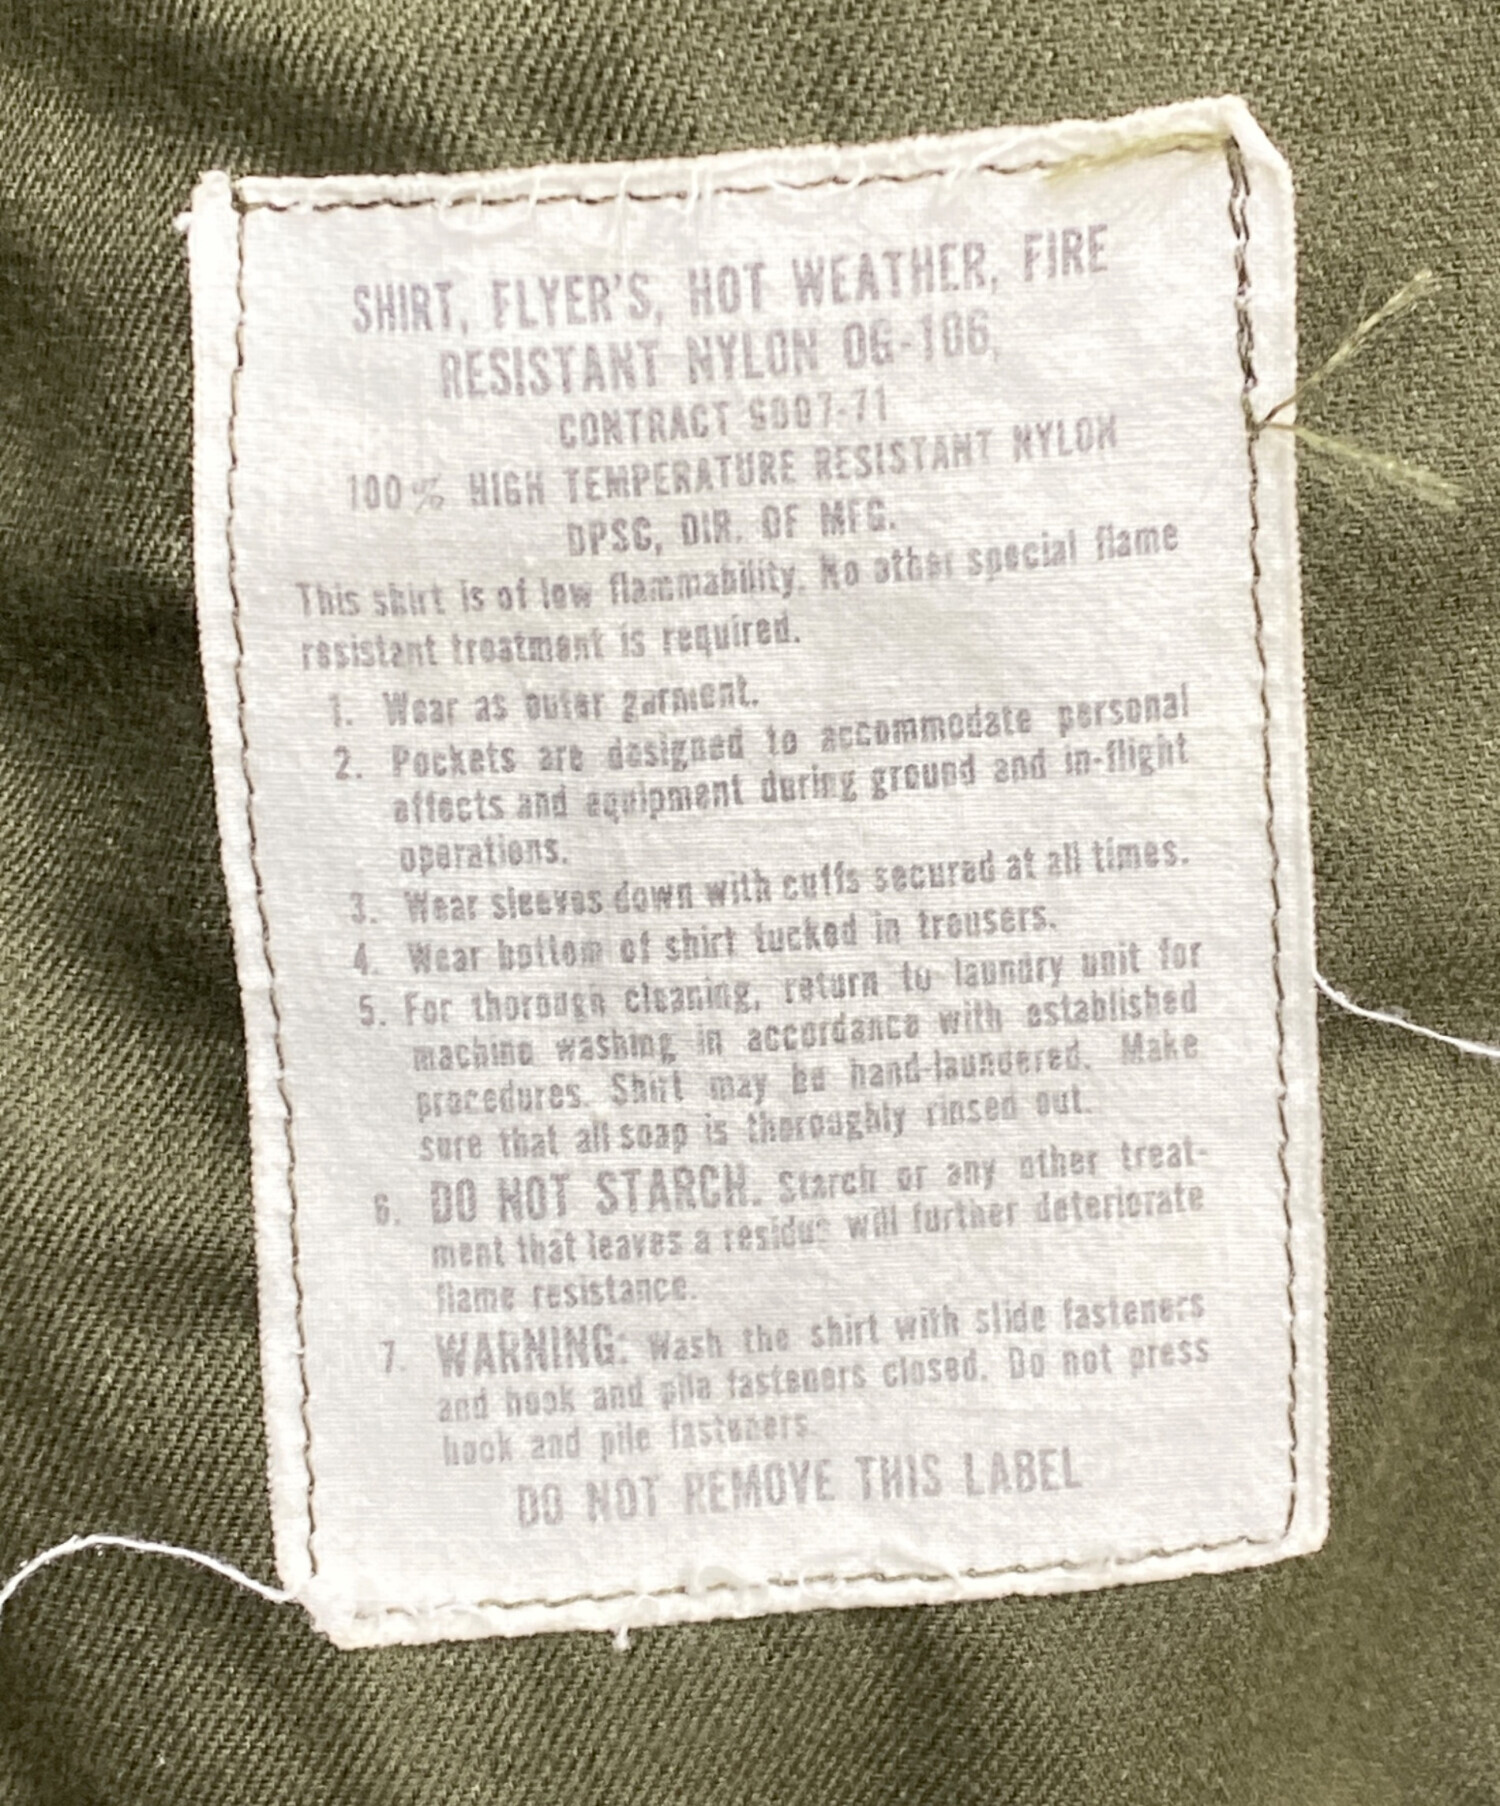 SHIRT, FLYER'S, HOT WEATHER, FIRE
RESISTANT NYLON OG-106,
CONTRACT S007-71
100% HIGH TEMPERATURE RESISTANT NYLON
DPSC, DIR. OF MFG.
This shirt is of low flammability. No other special flame
resistant treatment is required.
1. Wear as outer garment.
2. Pockets are designed to accommodate personal
effects and equipment during ground and in-flight
operations.
3. Wear sleeves down with cuffs secured at all times.
4. Wear bottom of shirt tucked in trousers.
5. For thorough cleaning, return to laundry unit for
machine washing in accordance with established
procedures. Shirt may be hand-laundered. Make
sure that all soap is thoroughly rinsed out.
6. DO NOT STARCH. Starch or any other treat-
ment that leaves a residue will further deteriorate
flame resistance.
7. WARNING: Wash the shirt with slide fasteners
and hook and pile fasteners closed. Do not press
hook and pile fasteners.
DO NOT REMOVE THIS LABEL